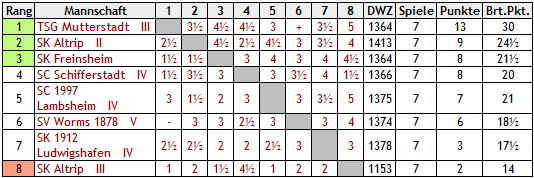 Rang Mannschaft 1 2 3 4 5 6 7 8 DWZ Spiele Punkte Brt.Pkt.
1 TSG Mutterstadt III 3½ 4½ 4½ 3 + 3½ 5 1364 7 13 30
2 SK Altrip II 2½ 4½ 2½ 4½ 3 3½ 4 1413 7 9 24½
3 SK Freinsheim 1½ 1½ 3 4 3 4 4½ 1364 7 8 21½
4 SC Schifferstadt IV 1½ 3½ 3 3 3½ 4 1½ 1366 7 8 20
5 SC 1997
Lambsheim IV 3 1½ 2 3 3 3½ 5 1375 7 7 21
6 SV Worms 1878 V - 3 3 2½ 3 3 4 1374 7 6 18½
7 SK 1912
Ludwigshafen IV 2½ 2½ 2 2 2½ 3 3 1378 7 3 17½
8 SK Altrip III 1 2 1½ 4½ 1 2 2 1153 7 2 14